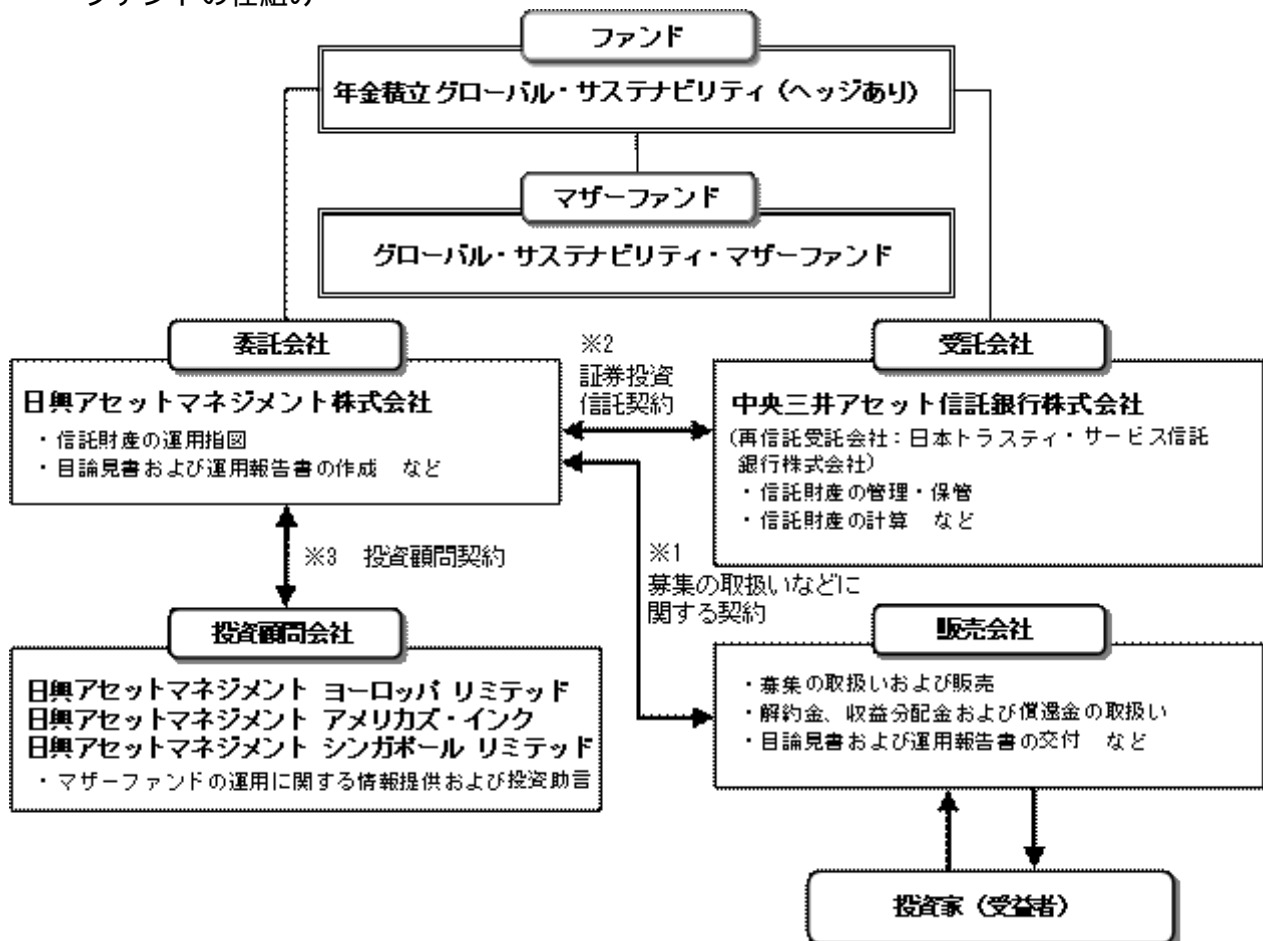 ファンドの仕組み
ファンド
年金積立グローバル・サステナビリティ（ヘッジあり）
マザーファンド
グローバル・サステナビリティ・マザーファンド
委託会社
日興アセットマネジメント株式会社
・信託財産の運用指図
・目論見書および運用報告書の作成　など
※2
証券投資
信託契約
受託会社
中央三井アセット信託銀行株式会社
（再信託受託会社：日本トラスティ・サービス信託
銀行株式会社）
・信託財産の管理・保管
・信託財産の計算　など
※3　投資顧問契約
※1
募集の取扱いなどに
関する契約
投資顧問会社
日興アセットマネジメント ヨーロッパ リミテッド
日興アセットマネジメント アメリカズ・インク
日興アセットマネジメント シンガポール リミテッド
・マザーファンドの運用に関する情報提供および投資助言
販売会社
・募集の取扱いおよび販売
・解約金、収益分配金および償還金の取扱い
・目論見書および運用報告書の交付　など
投資家（受益者）